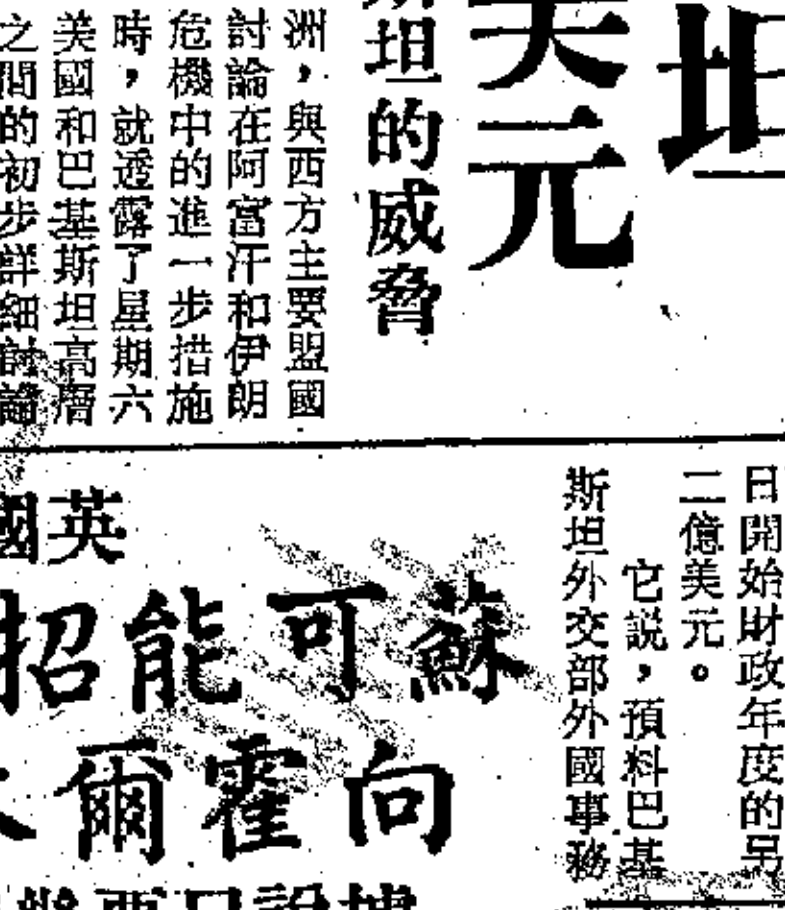 坦
美元
斯坦的威脅
洲，與西方主要盟國
討論在阿富汗和伊朗
危機中的進一步措施
時，就透露了星期六
美國和巴基斯坦高層
之間的初步詳細討論
日開始財政年度的另
二億美元。
它説，預料巴基
斯坦外交部外國事務
英國
蘇可能招
向霍爾木